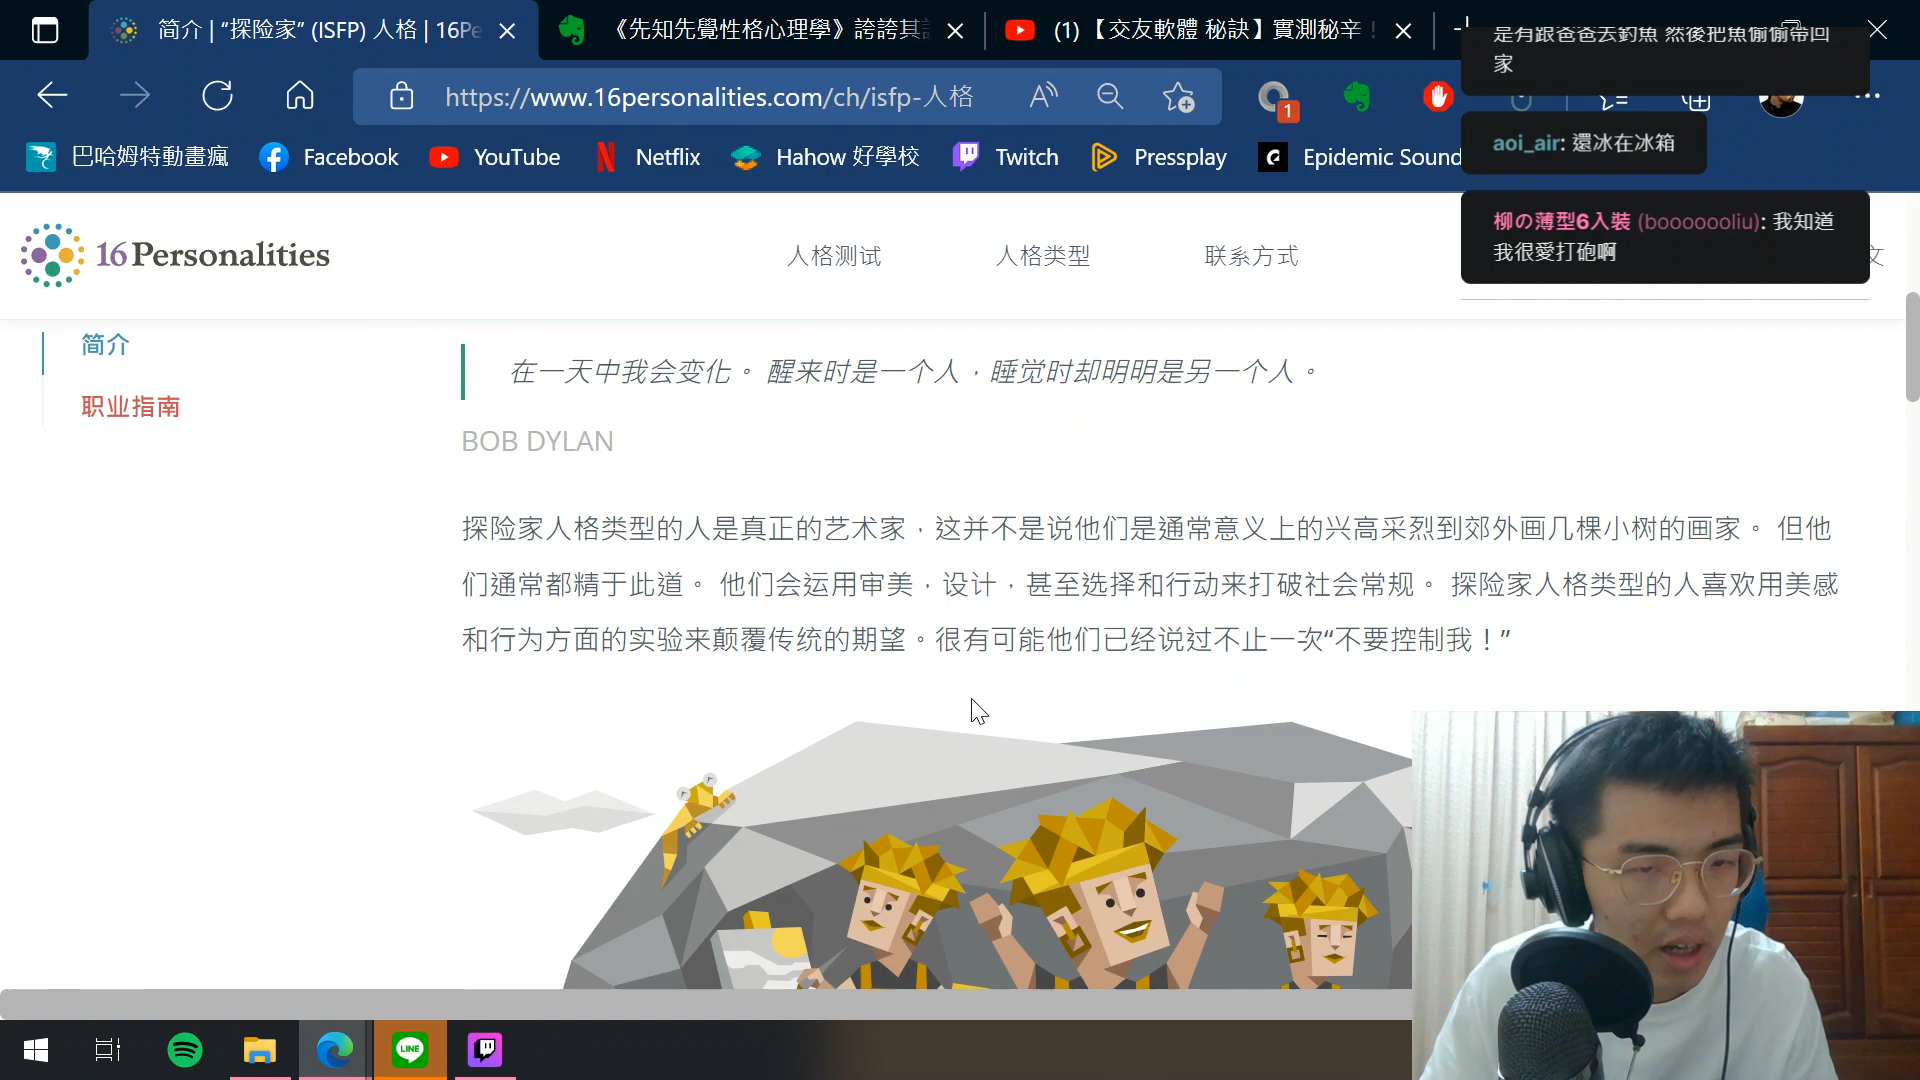 简介 | “探险家” (ISFP) 人格 | 16Pe
《先知先覺性格心理學》誇誇其
(1) 【交友軟體 秘訣】實測秘辛！
是有跟爸爸去釣魚 然後把魚偷偷帶回
家
https://www.16personalities.com/ch/isfp-人格
1
aoi_air: 還冰在冰箱
巴哈姆特動畫瘋
Facebook
YouTube
Netflix
Hahow 好學校
Twitch
Pressplay
Epidemic Sound
柳の薄型6入裝 (booooooliu): 我知道
我很愛打砲啊
16Personalities
人格测试
人格类型
联系方式
文
简介
职业指南
在一天中我会变化。 醒来时是一个人，睡觉时却明明是另一个人。
BOB DYLAN
探险家人格类型的人是真正的艺术家，这并不是说他们是通常意义上的兴高采烈到郊外画几棵小树的画家。 但他
们通常都精于此道。 他们会运用审美，设计，甚至选择和行动来打破社会常规。 探险家人格类型的人喜欢用美感
和行为方面的实验来颠覆传统的期望。很有可能他们已经说过不止一次“不要控制我！”
LINE